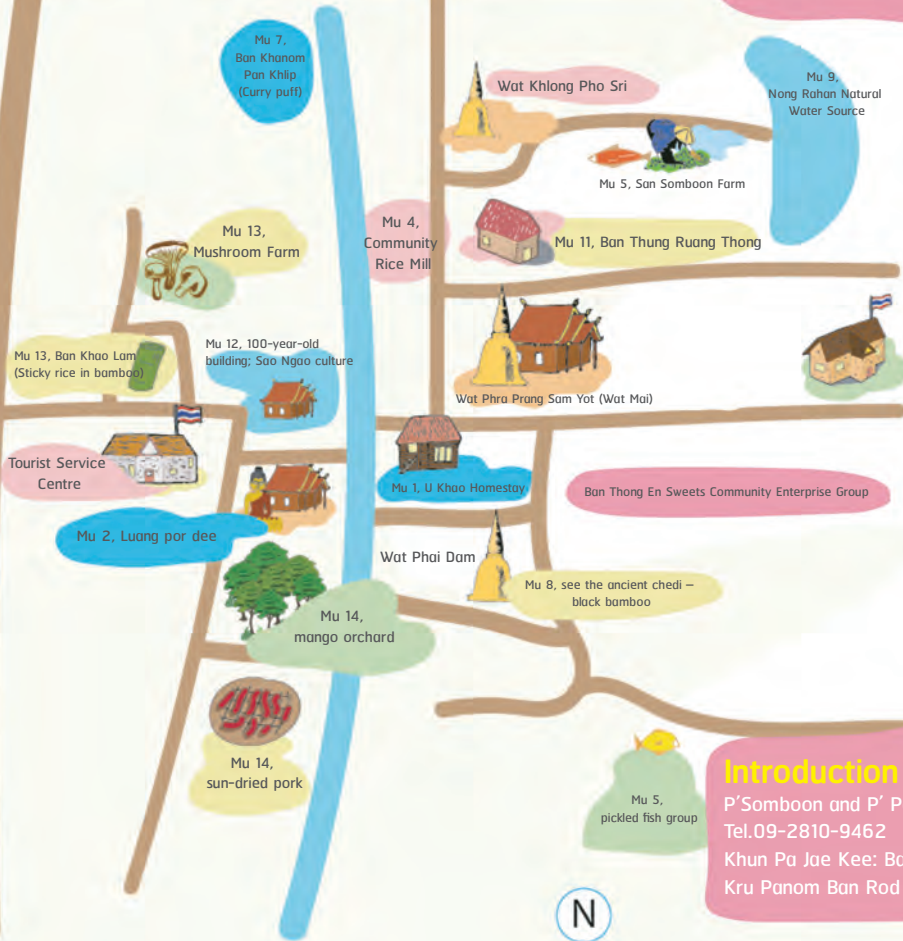 Mu 7,
Ban Khanom
Pan Khlip
(Curry puff)
Wat Khlong Pho Sri
Mu 9,
Nong Rahan Natural
Water Source
Mu 5, San Somboon Farm
Mu 13,
Mushroom Farm
Mu 4,
Community
Rice Mill
Mu 11, Ban Thung Ruang Thong
Mu 13, Ban Khao Lam
(Sticky rice in bamboo)
Mu 12, 100-year-old
building; Sao Ngao culture
Wat Phra Prang Sam Yot (Wat Mai)
Tourist Service
Centre
Mu 1, U Khao Homestay
Ban Thong En Sweets Community Enterprise Group
Mu 2, Luang por dee
Wat Phai Dam
Mu 8, see the ancient chedi –
black bamboo
Mu 14,
mango orchard
Mu 14,
sun-dried pork
Mu 5,
pickled fish group
Introduction
P'Somboon and P' P
Tel.09-2810-9462
Khun Pa Jae Kee: Ba
Kru Panom Ban Rod
N